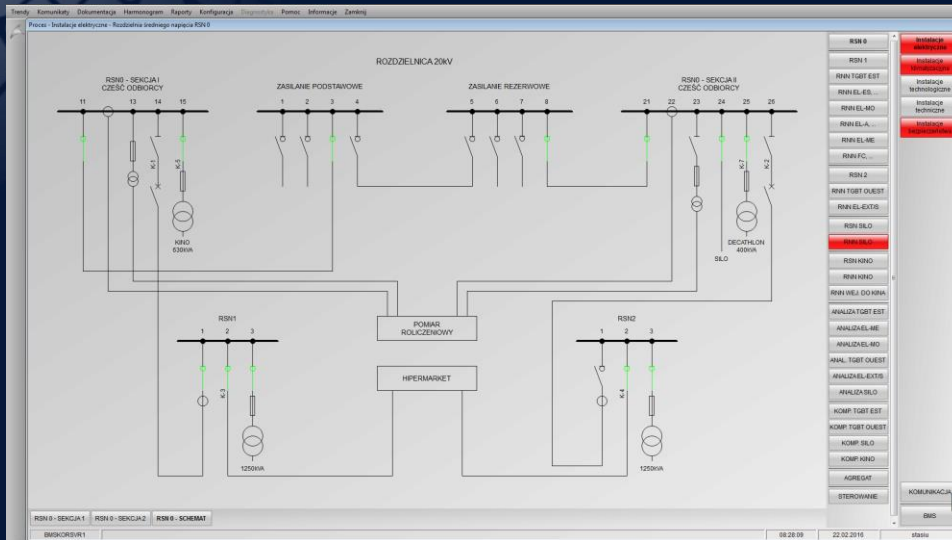 Trendy Komunikaty Dokumentacja Harmonogram Raporty Konfiguracja Diagnostyka Pomoc Informacje Zamknij
Proces - Instalacje elektryczne - Rozdzielnia średniego napięcia RSN 0
ROZDZIELNICA 20kV
RSN0 - SEKCJA I
CZEŚĆ ODBIORCY
ZASILANIE PODSTAWOWE
ZASILANIE REZERWOWE
RSN0 - SEKCJA II
CZEŚĆ ODBIORCY
11 13 14 15
1 2 3 4
5 6 7 8
21 22 23 24 25 26
K-1 K-5
K-7 K-2
KINO
630kVA
SILO
DECATHLON
400kVA
POMIAR
ROLICZENIOWY
HIPERMARKET
RSN1
1 2 3
K-3
1250kVA
RSN2
1 2 3
K-4
1250kVA
RSN 0
RSN 1
RNN TGBT EST
RNN EL-ES, ...
RNN EL-MO
RNN EL-A, ...
RNN EL-ME
RNN FC, ...
RSN 2
RNN TGBT OUEST
RNN EL-EXT/S
RSN SILO
RNN SILO
RSN KINO
RNN KINO
RNN WEJ. DO KINA
ANALIZA TGBT EST
ANALIZA EL-ME
ANALIZA EL-MO
ANAL. TGBT OUEST
ANALIZA EL-EXT/S
ANALIZA SILO
KOMP. TGBT EST
KOMP. TGBT OUEST
KOMP. SILO
KOMP. KINO
AGREGAT
STEROWANIE
Instalacje
elektryczne
Instalacje
klimatyzacyjne
Instalacje
technologiczne
Instalacje
techniczne
Instalacje
bezpieczeństwa
KOMUNIKACJA
BMS
RSN 0 - SEKCJA 1 RSN 0 - SEKCJA 2 RSN 0 - SCHEMAT
BMSKORSVR1
08:28:09 22.02.2016 stasiu